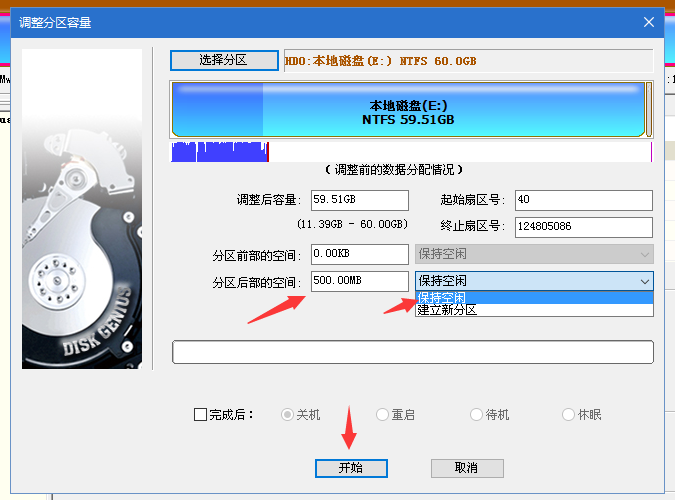 调整分区容量
选择分区
HD0:本地磁盘(E:) NTFS 60.0GB
本地磁盘(E:)
NTFS 59.51GB
( 调整前的数据分配情况 )
调整后容量: 59.51GB 起始扇区号: 40
(11.39GB - 60.00GB) 终止扇区号: 124805086
分区前部的空间: 0.00KB 保持空闲
分区后部的空间: 500.00MB 保持空闲
保持空闲
建立新分区
DISK GENIUS
完成后: 关机 重启 待机 休眠
开始 取消